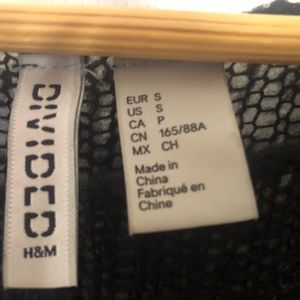 DIVIDED
H&M
EUR S
US S
CA P
CN 165/88A
MX CH
Made in
China
Fabriqué en
Chine